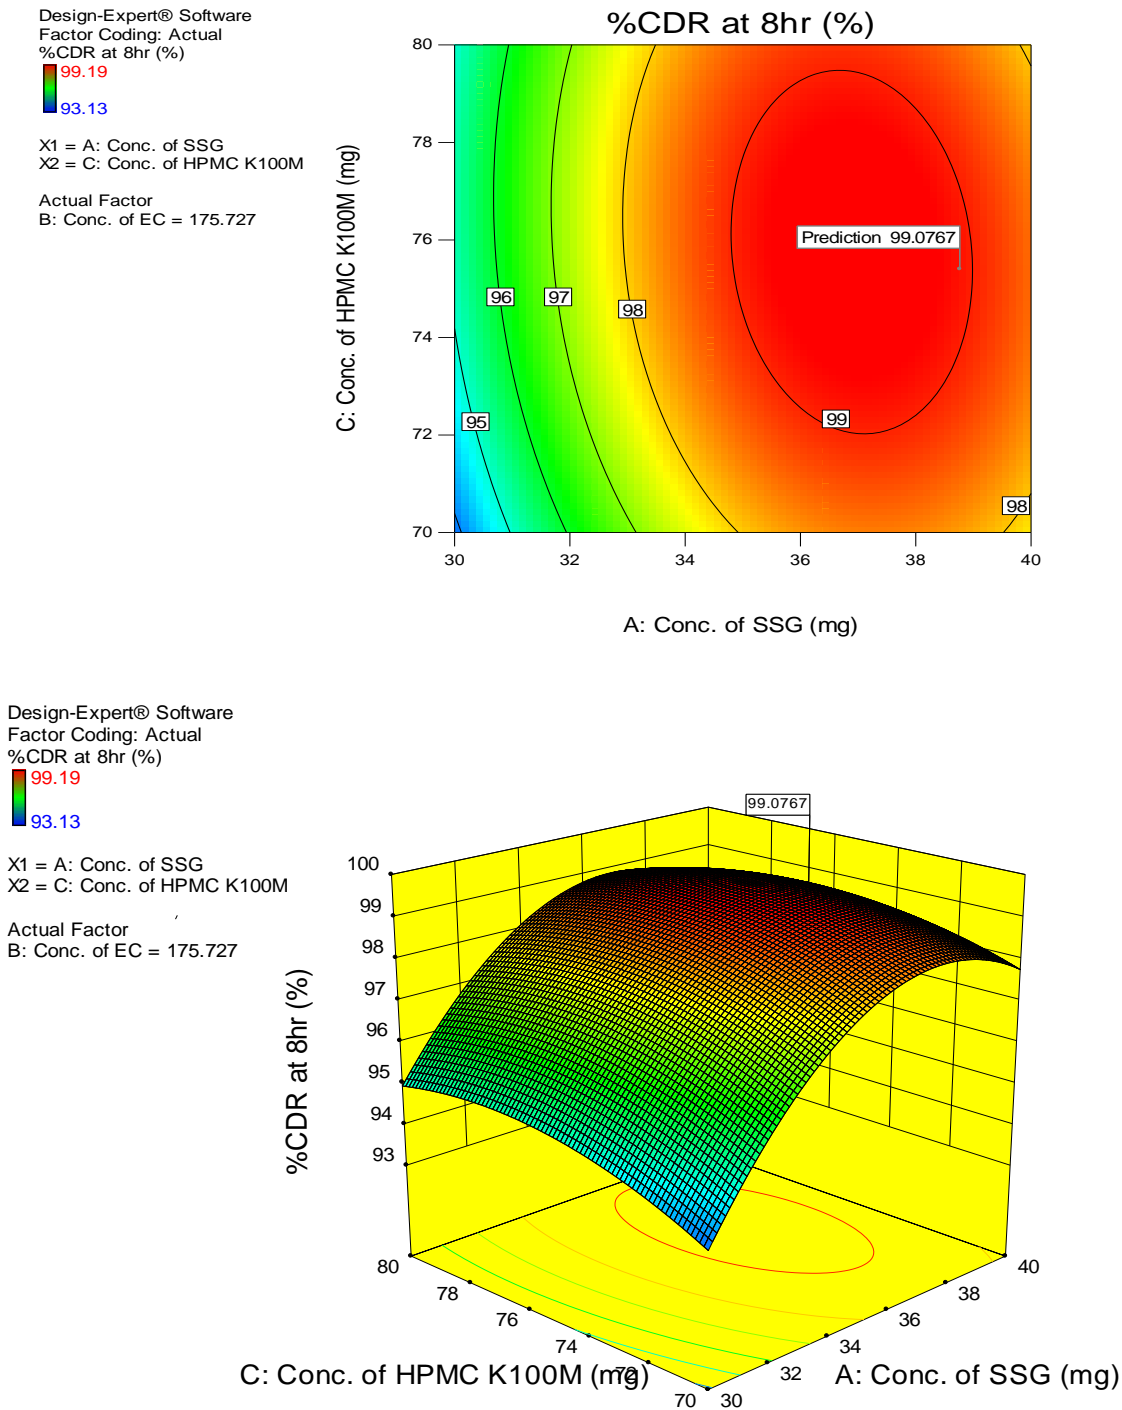 Design-Expert® Software
Factor Coding: Actual
%CDR at 8hr (%)
99.19
93.13
X1 = A: Conc. of SSG
X2 = C: Conc. of HPMC K100M
Actual Factor
B: Conc. of EC = 175.727
%CDR at 8hr (%)
C: Conc. of HPMC K100M (mg)
80
78
76
74
72
70
30
32
34
36
38
40
A: Conc. of SSG (mg)
96
97
98
95
99
98
Prediction 99.0767
Design-Expert® Software
Factor Coding: Actual
%CDR at 8hr (%)
99.19
93.13
X1 = A: Conc. of SSG
X2 = C: Conc. of HPMC K100M
Actual Factor
B: Conc. of EC = 175.727
99.0767
%CDR at 8hr (%)
100
99
98
97
96
95
94
93
80
78
76
74
72
70
C: Conc. of HPMC K100M (mg)
30
32
34
36
38
40
A: Conc. of SSG (mg)